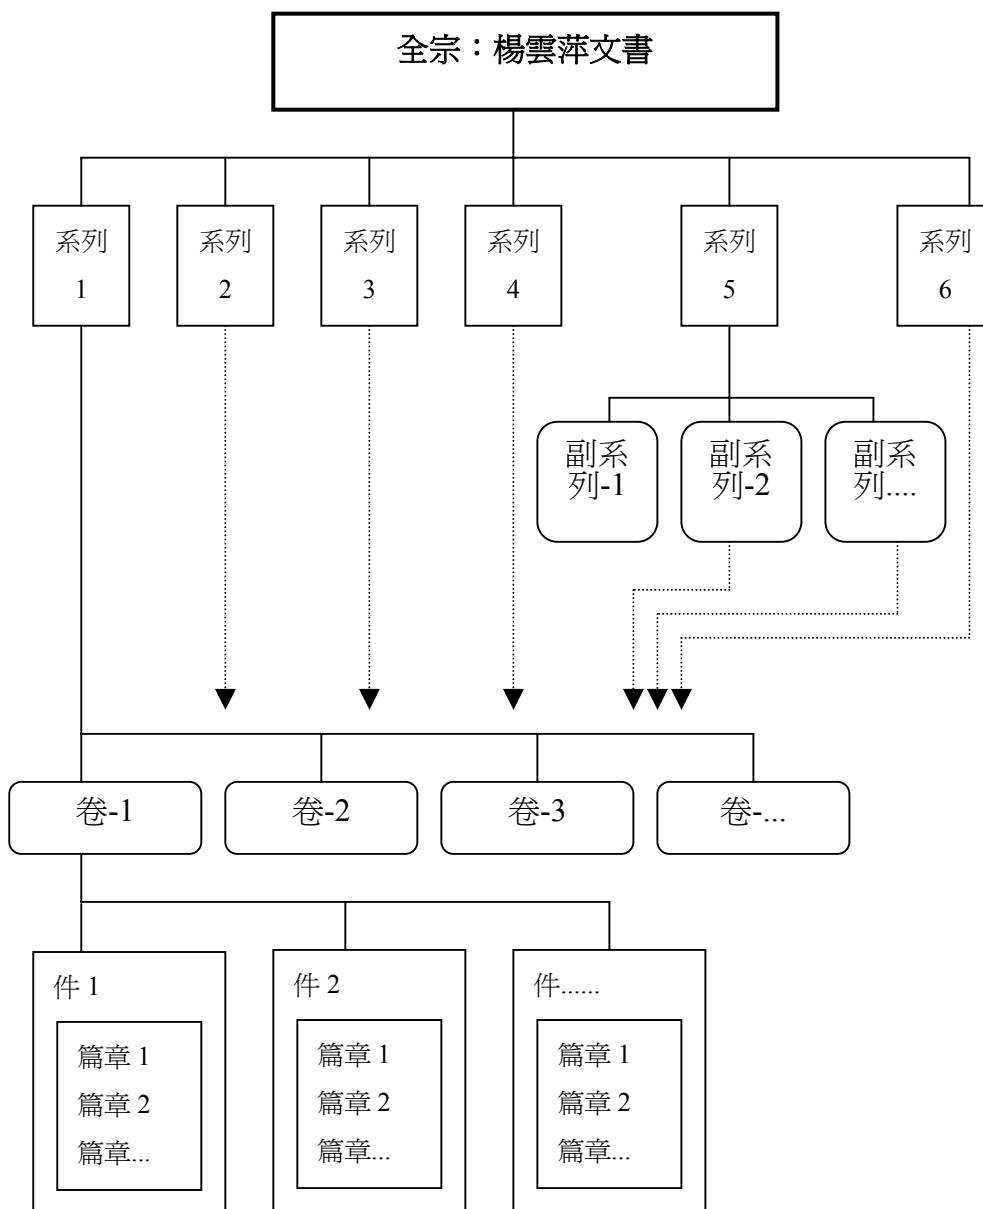 全宗：楊雲萍文書
系列
1
系列
2
系列
3
系列
4
系列
5
系列
6
副系
列-1
副系
列-2
副系
列....
卷-1
卷-2
卷-3
卷-...
件 1
篇章 1
篇章 2
篇章...
件 2
篇章 1
篇章 2
篇章...
件......
篇章 1
篇章 2
篇章...